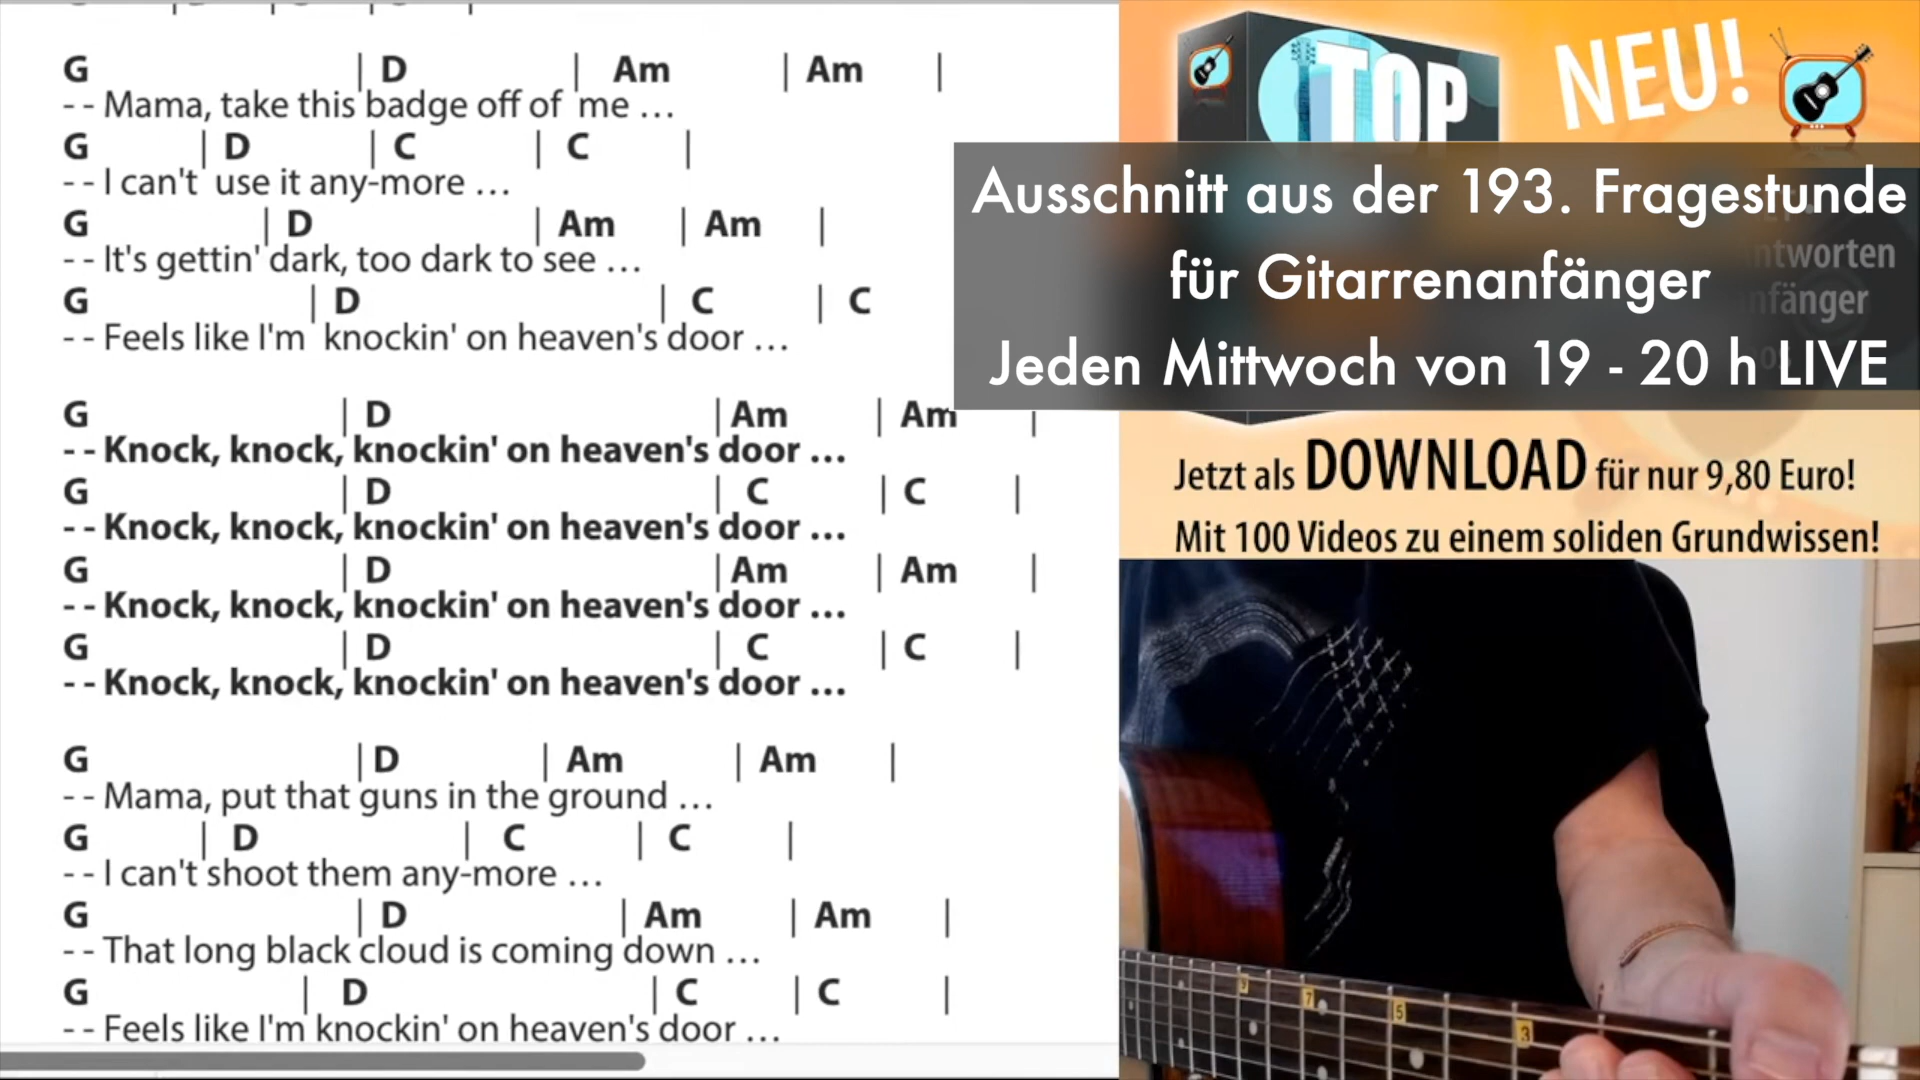 G | D | Am | Am |
- - Mama, take this badge off of me ...
G | D | C | C |
- - I can't use it any-more ...
G | D | Am | Am |
- - It's gettin' dark, too dark to see ...
G | D | C | C
- - Feels like I'm knockin' on heaven's door ...
G | D | Am | Am |
- - Knock, knock, knockin' on heaven's door ...
G | D | C | C |
- - Knock, knock, knockin' on heaven's door ...
G | D | Am | Am |
- - Knock, knock, knockin' on heaven's door ...
G | D | C | C |
- - Knock, knock, knockin' on heaven's door ...
G | D | Am | Am |
- - Mama, put that guns in the ground ...
G | D | C | C |
- - I can't shoot them any-more ...
G | D | Am | Am |
- - That long black cloud is coming down ...
G | D | C | C |
- - Feels like I'm knockin' on heaven's door ...
TOP
NEU!
Ausschnitt aus der 193. Fragestunde
für Gitarrenanfänger
Jeden Mittwoch von 19 - 20 h LIVE
Jetzt als DOWNLOAD für nur 9,80 Euro!
Mit 100 Videos zu einem soliden Grundwissen!
9
7
5
3